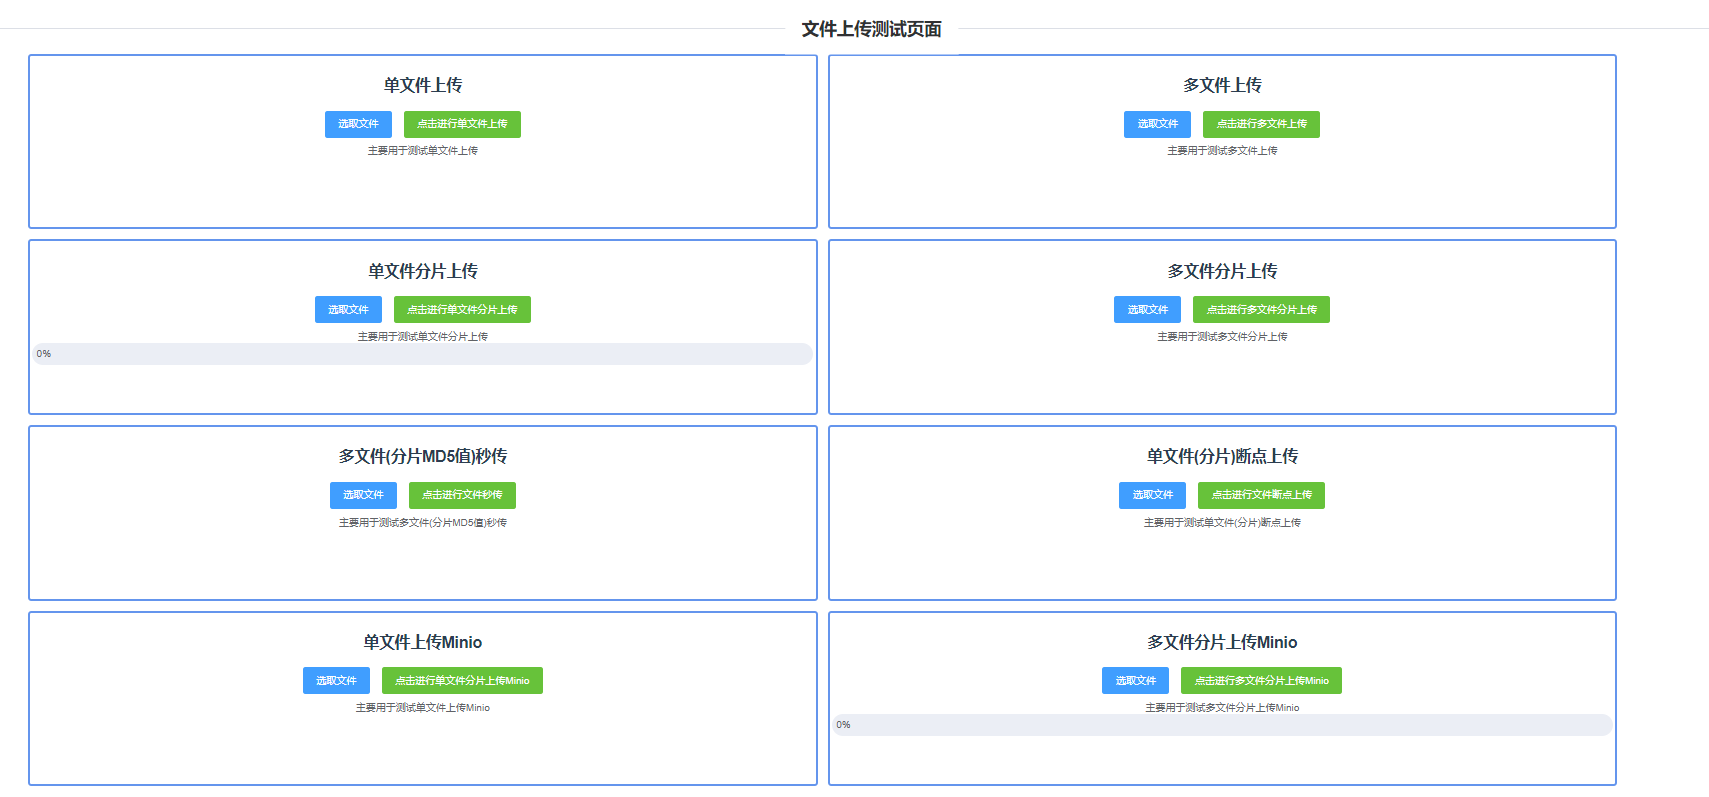 文件上传测试页面
单文件上传
选取文件 点击进行单文件上传
主要用于测试单文件上传
多文件上传
选取文件 点击进行多文件上传
主要用于测试多文件上传
单文件分片上传
选取文件 点击进行单文件分片上传
主要用于测试单文件分片上传
0%
多文件分片上传
选取文件 点击进行多文件分片上传
主要用于测试多文件分片上传
多文件(分片MD5值)秒传
选取文件 点击进行文件秒传
主要用于测试多文件(分片MD5值)秒传
单文件(分片)断点上传
选取文件 点击进行文件断点上传
主要用于测试单文件(分片)断点上传
单文件上传Minio
选取文件 点击进行单文件分片上传Minio
主要用于测试单文件上传Minio
多文件分片上传Minio
选取文件 点击进行多文件分片上传Minio
主要用于测试多文件分片上传Minio
0%